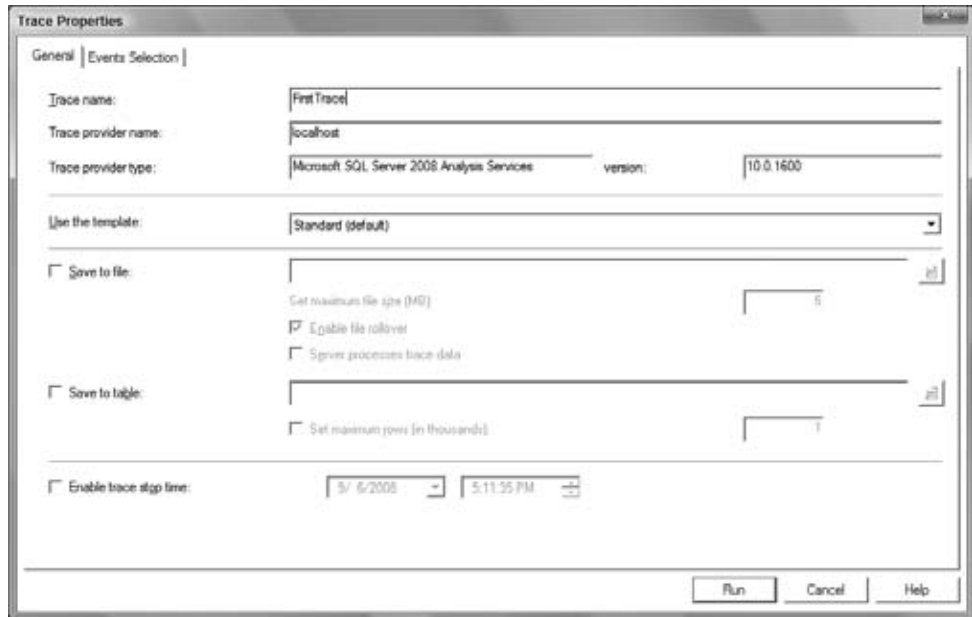 Trace Properties
General Events Selection
Trace name: FirstTrace
Trace provider name: localhost
Trace provider type: Microsoft SQL Server 2008 Analysis Services version: 10.0.1600
Use the template: Standard (default)
Save to file:
Set maximum file size (MB) 5
Enable file rollover
Server processes trace data
Save to table:
Set maximum rows (in thousands) 1
Enable trace stop time: 9/ 6/2008 5:11:35 PM
Run Cancel Help